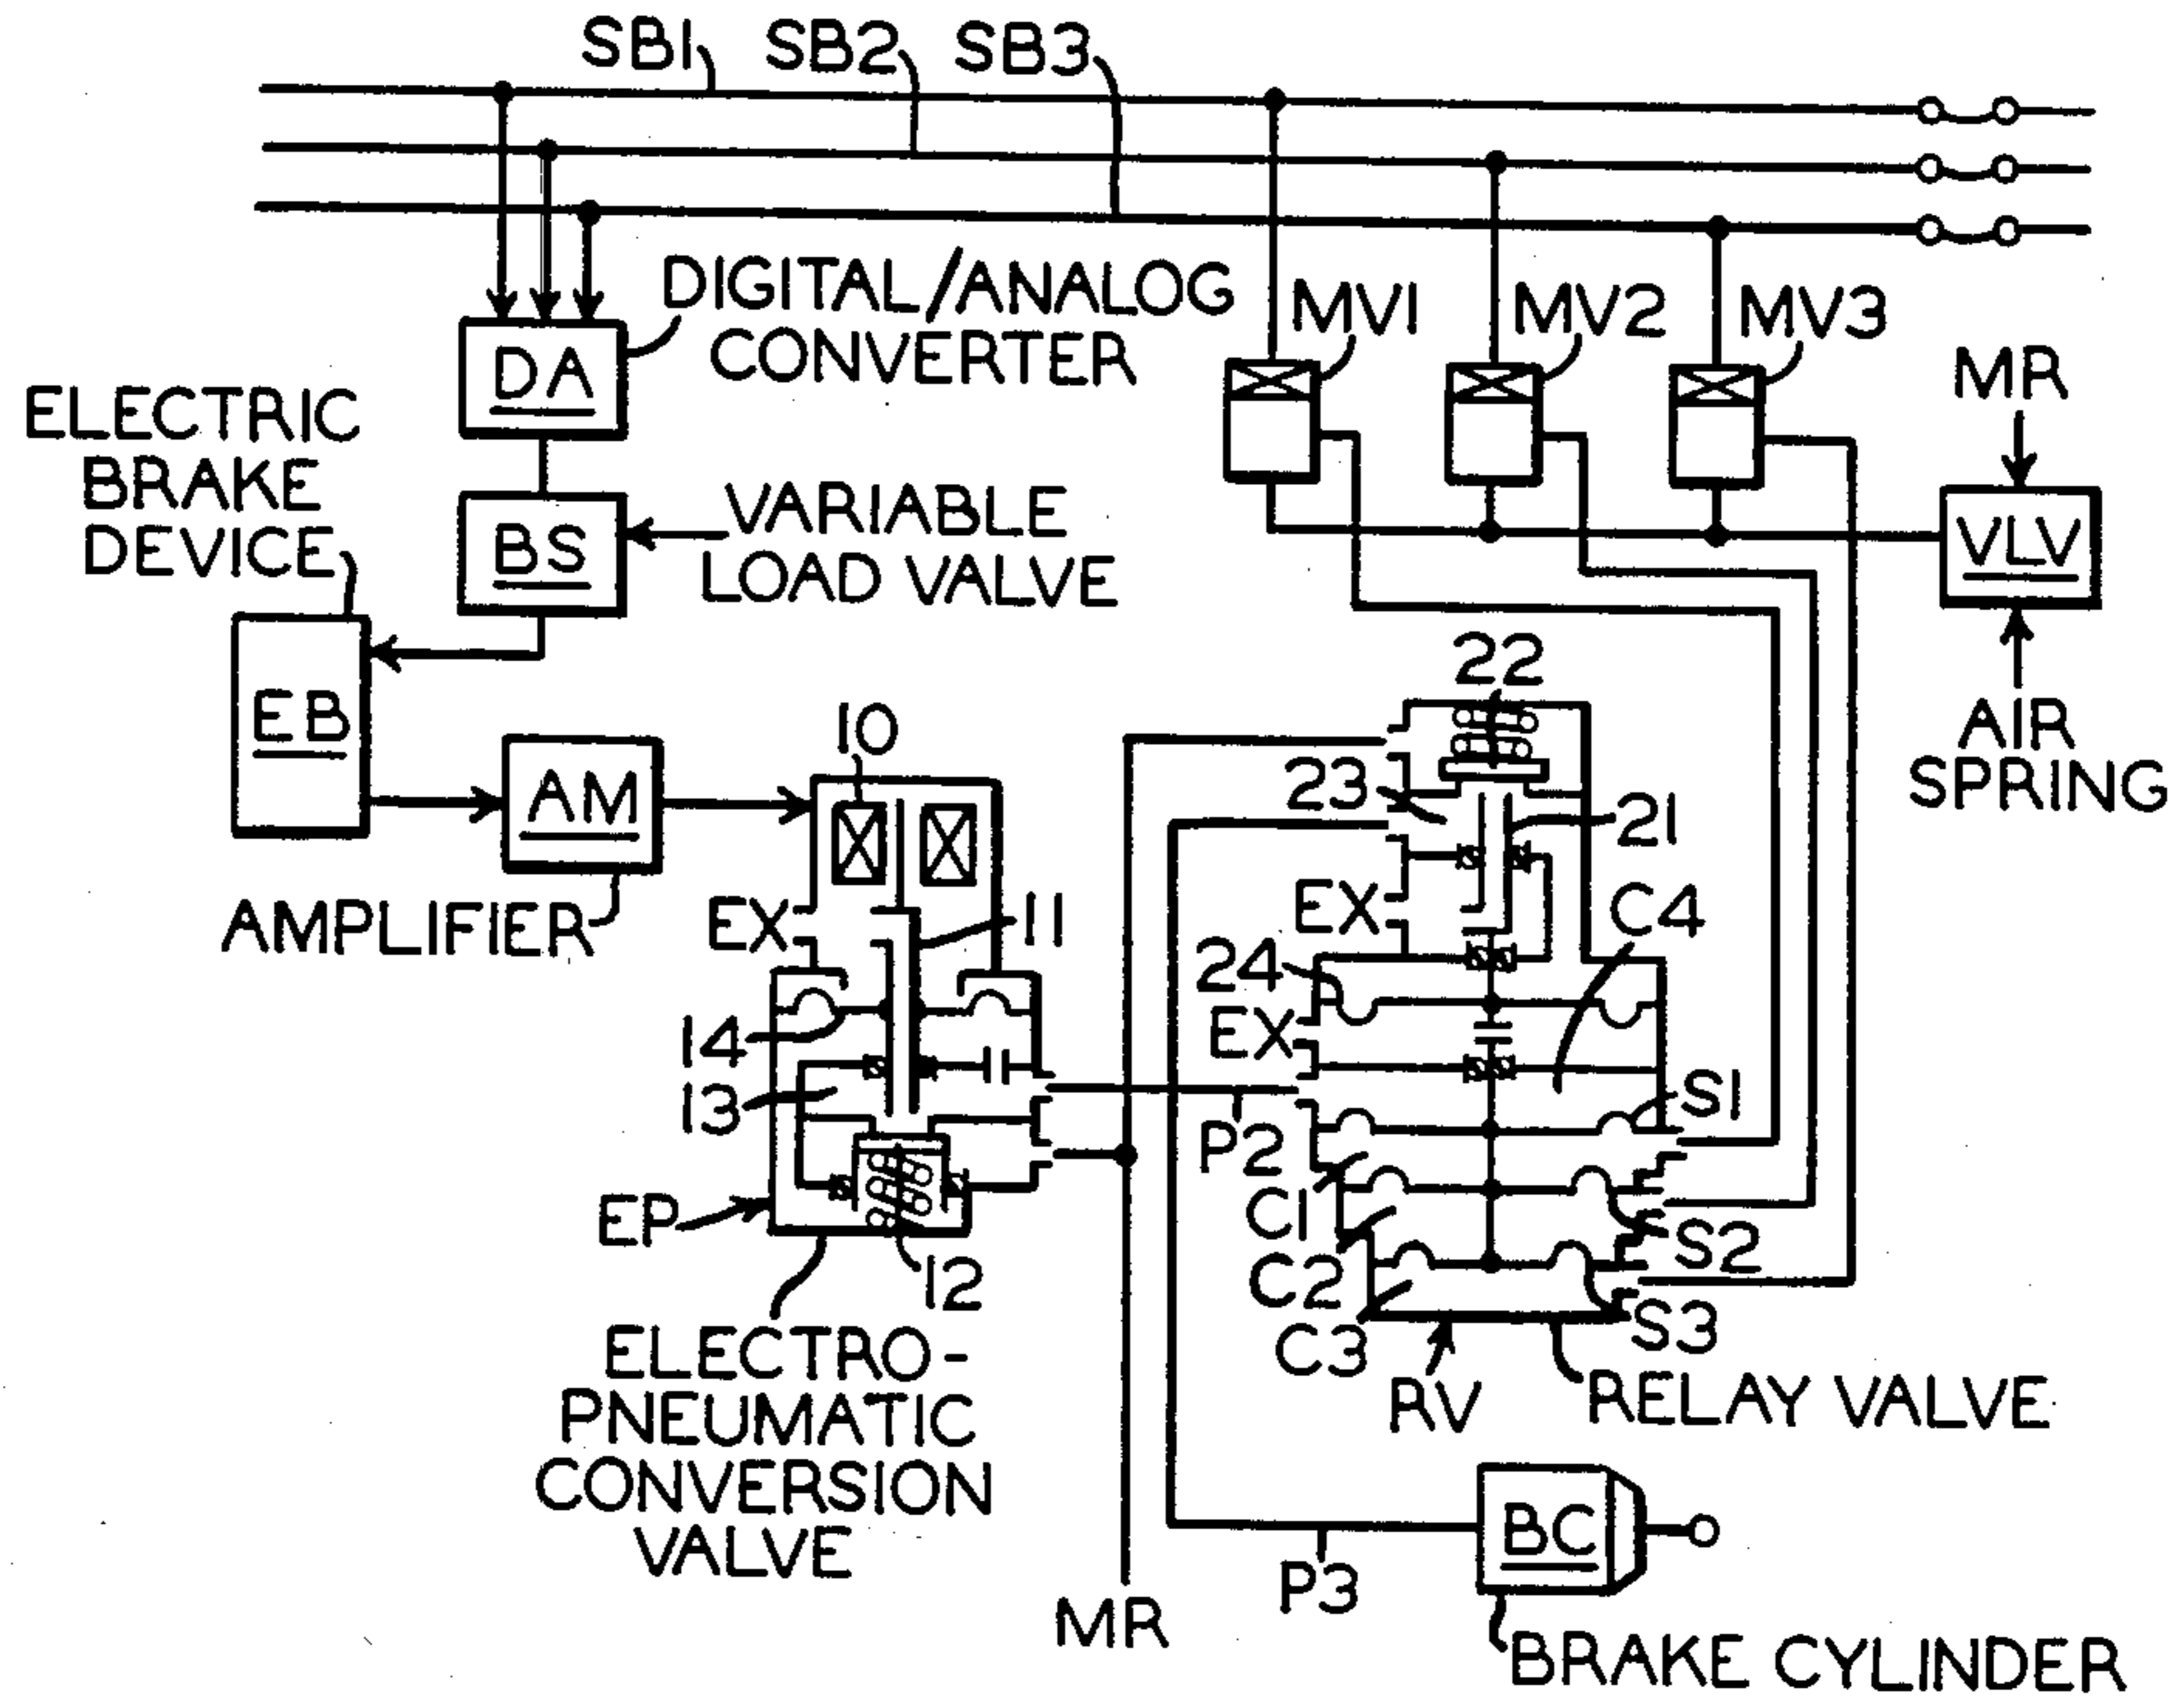 SB1 SB2 SB3
DIGITAL/ANALOG
CONVERTER
MV1 MV2 MV3
MR
DA
ELECTRIC
BRAKE
DEVICE
BS
VARIABLE
LOAD VALVE
VLV
AIR
SPRING
EB
AM
AMPLIFIER
10
EX
11
14
13
EP
12
ELECTRO-
PNEUMATIC
CONVERSION
VALVE
22
23
21
EX
C4
24
EX
S1
P2
C1
C2
S2
C3
S3
RV
RELAY VALVE
MR
P3
BC
BRAKE CYLINDER